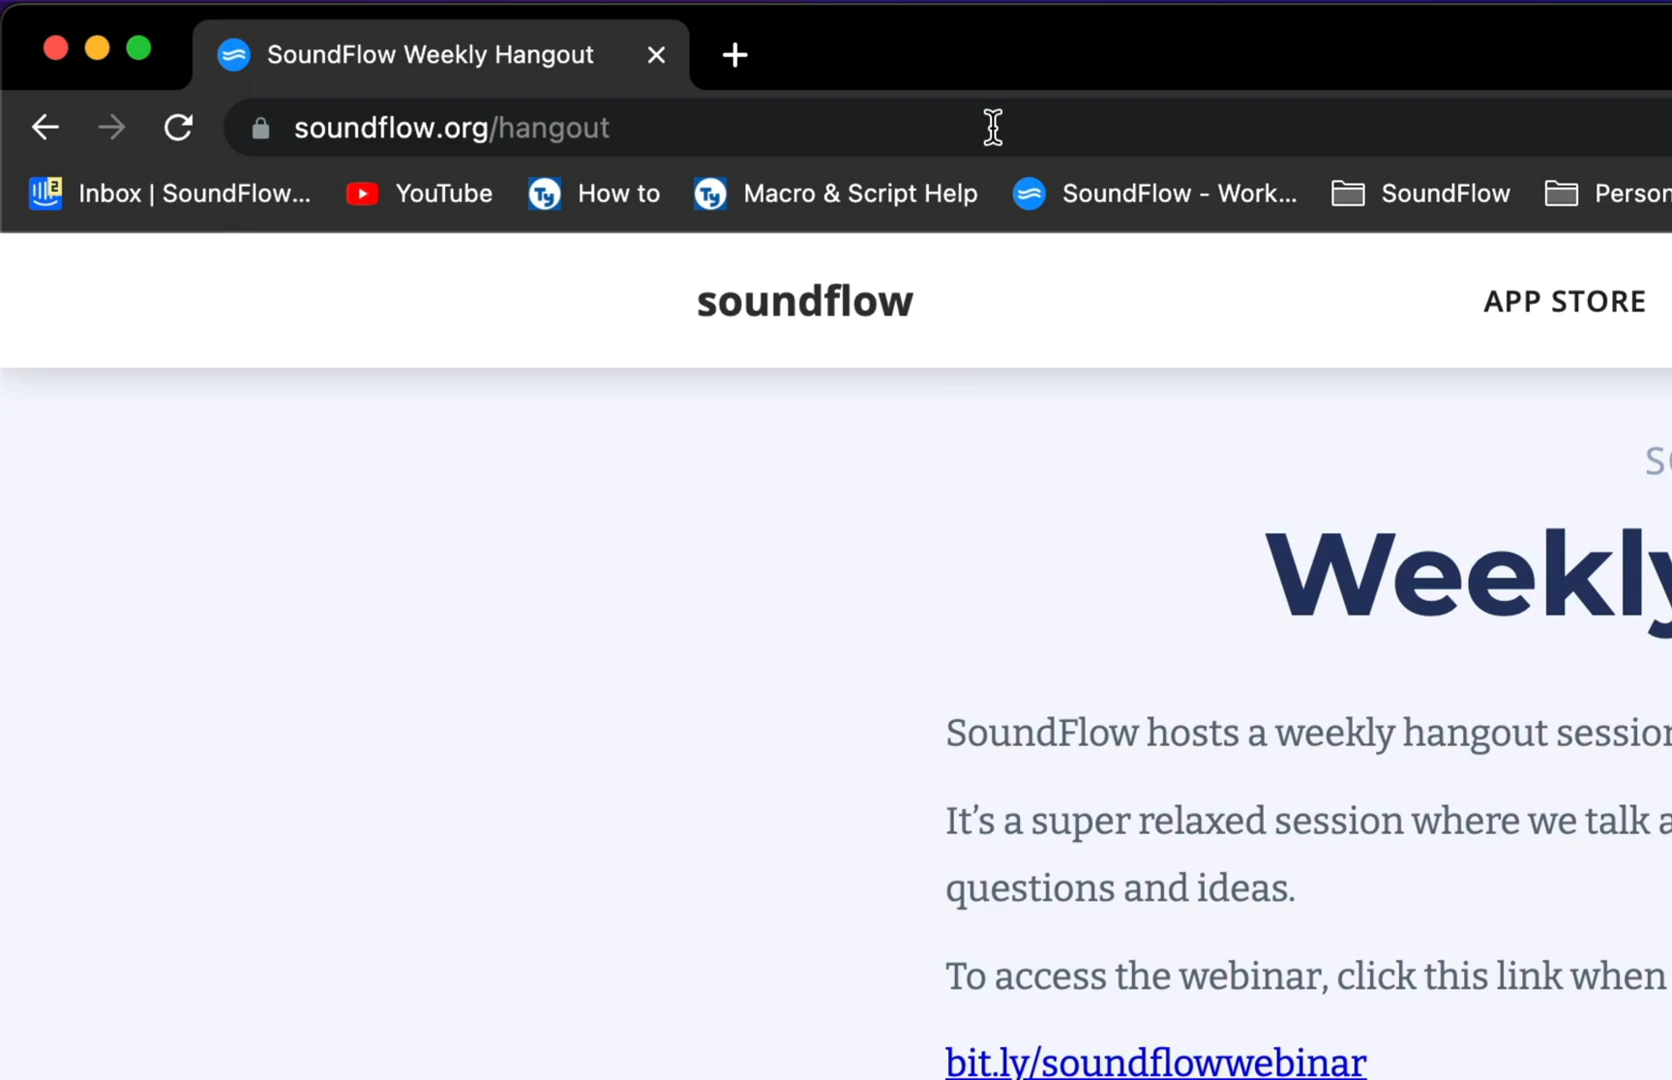 SoundFlow Weekly Hangout
soundflow.org/hangout
Inbox | SoundFlow... YouTube How to Macro & Script Help SoundFlow - Work... SoundFlow Person
soundflow APP STORE
Weekly
SoundFlow hosts a weekly hangout session
It’s a super relaxed session where we talk a
questions and ideas.
To access the webinar, click this link when
bit.ly/soundflowwebinar